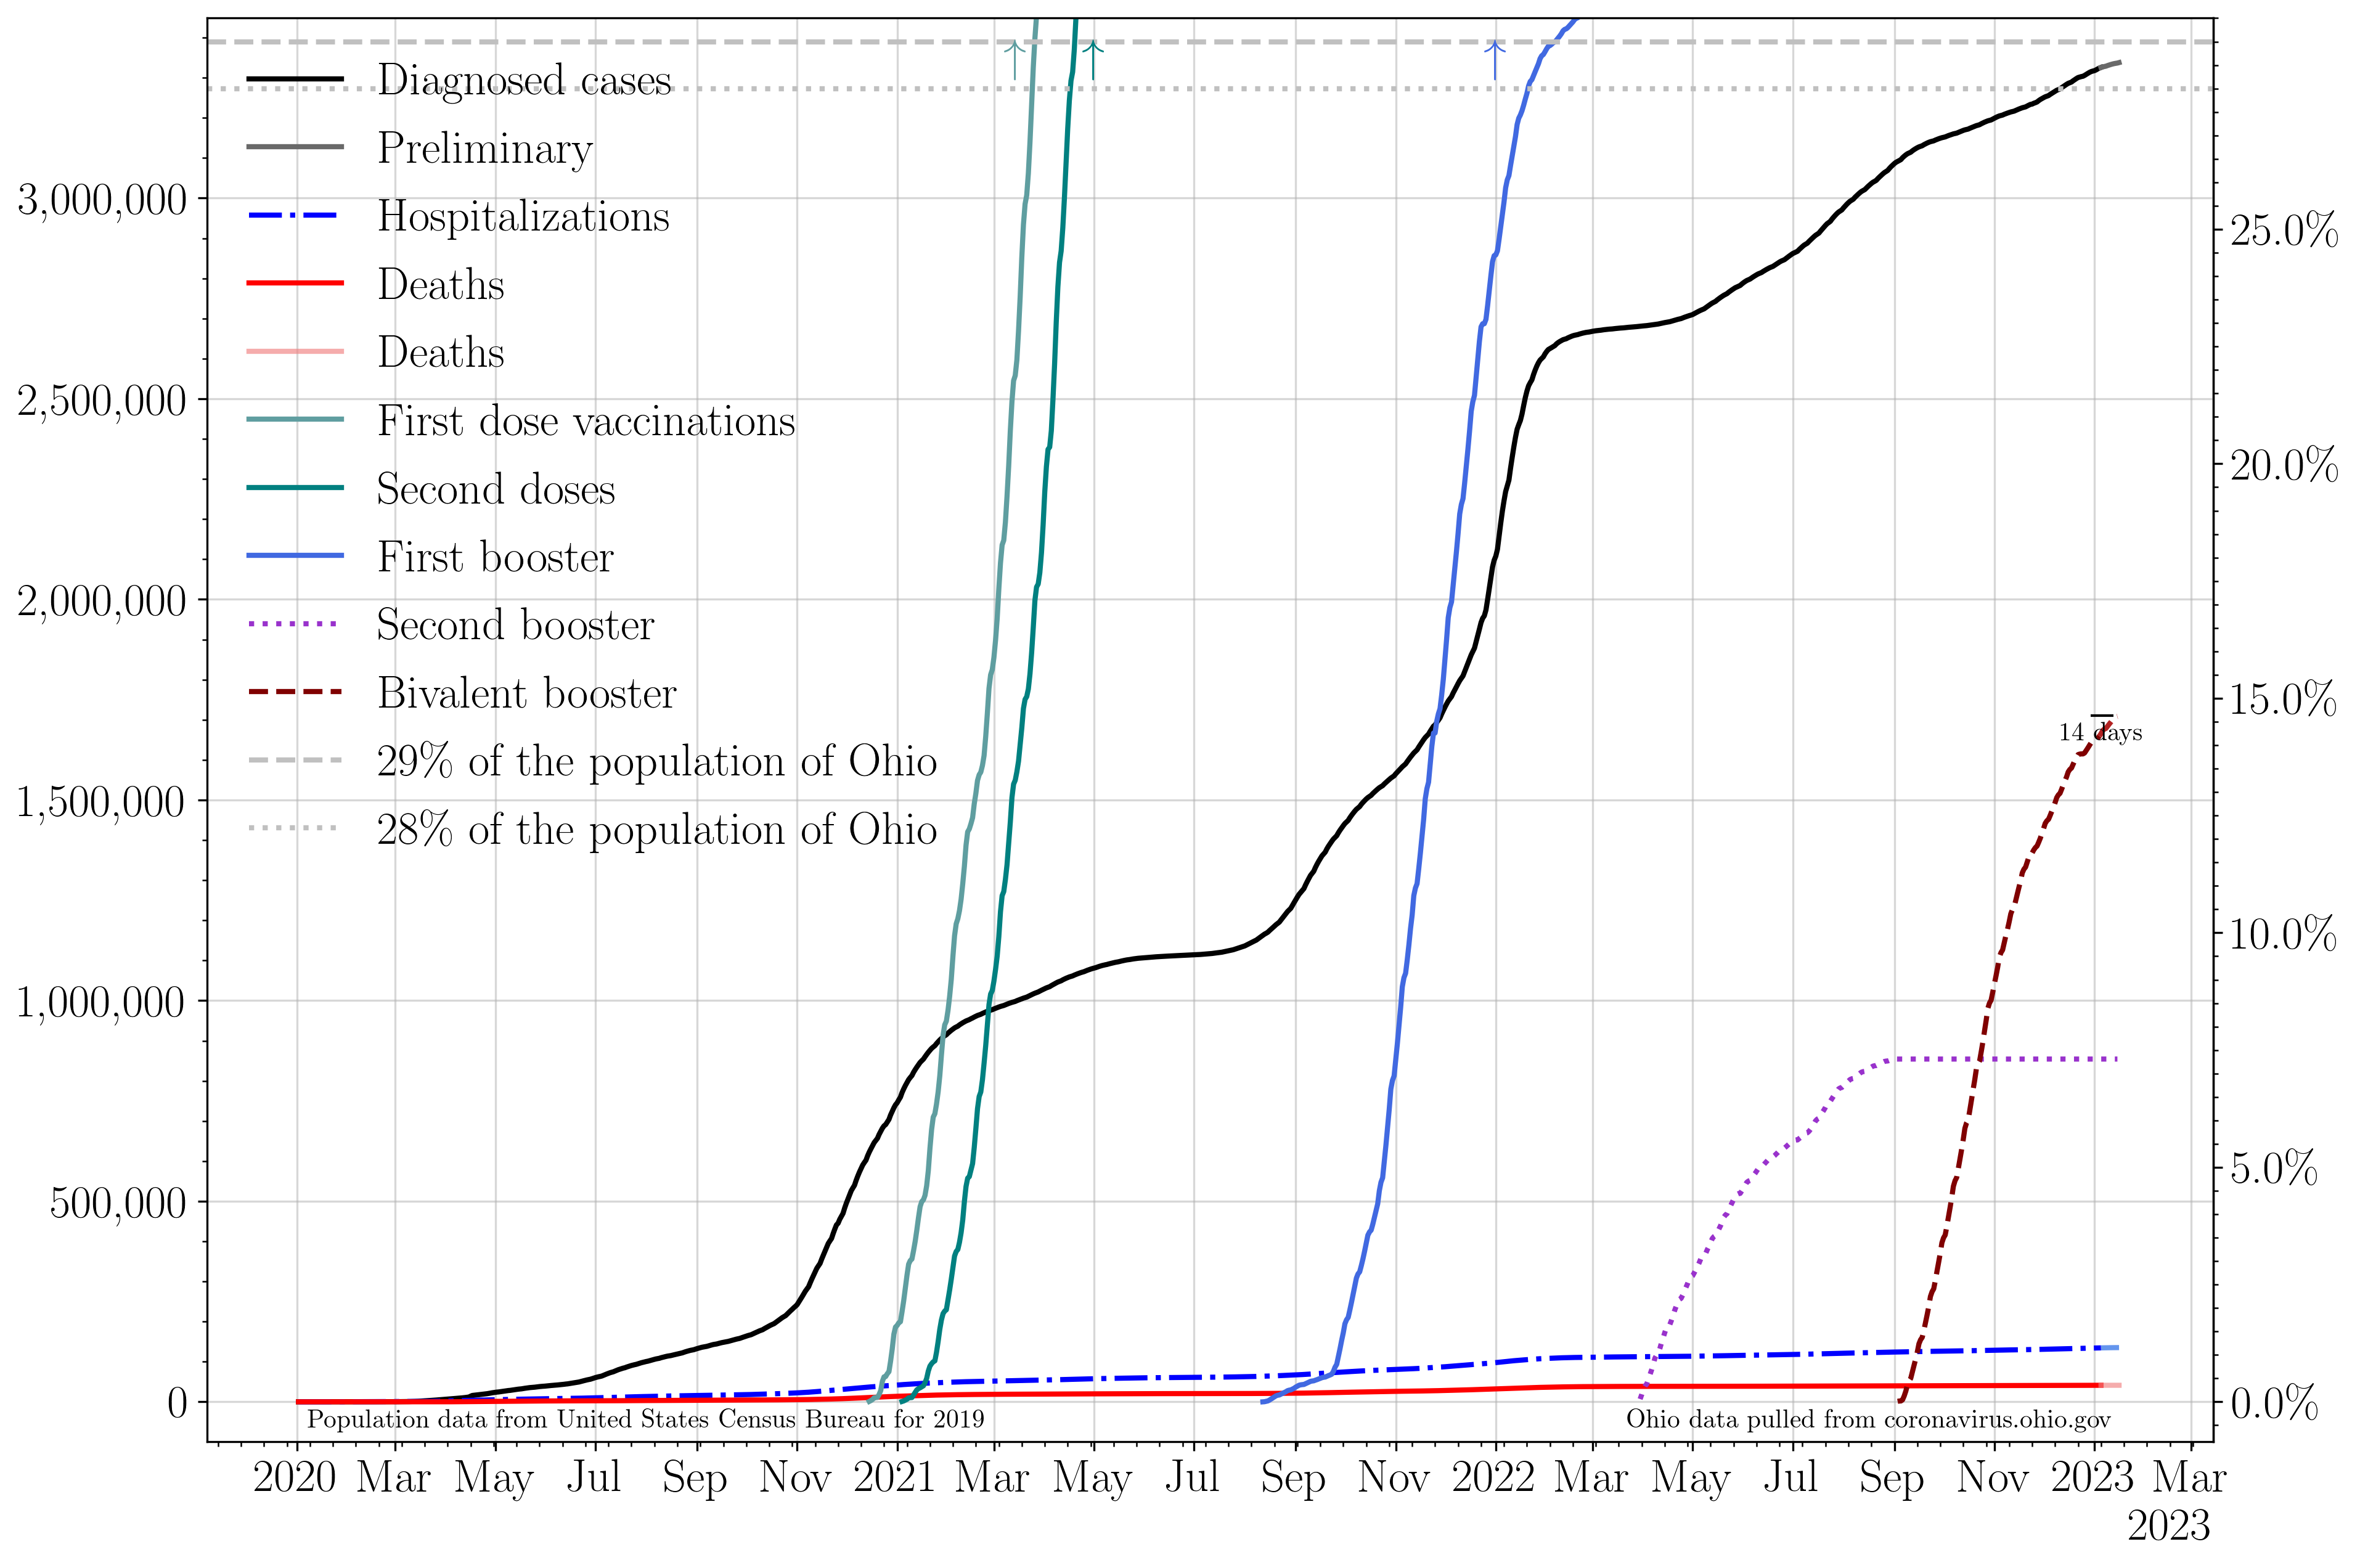 Diagnosed cases
Preliminary
Hospitalizations
Deaths
Deaths
First dose vaccinations
Second doses
First booster
Second booster
Bivalent booster
29% of the population of Ohio
28% of the population of Ohio
3,000,000
2,500,000
2,000,000
1,500,000
1,000,000
500,000
0
25.0%
20.0%
15.0%
10.0%
5.0%
0.0%
14 days
Population data from United States Census Bureau for 2019
Ohio data pulled from coronavirus.ohio.gov
2020 Mar May Jul Sep Nov 2021 Mar May Jul Sep Nov 2022 Mar May Jul Sep Nov 2023 Mar
2023